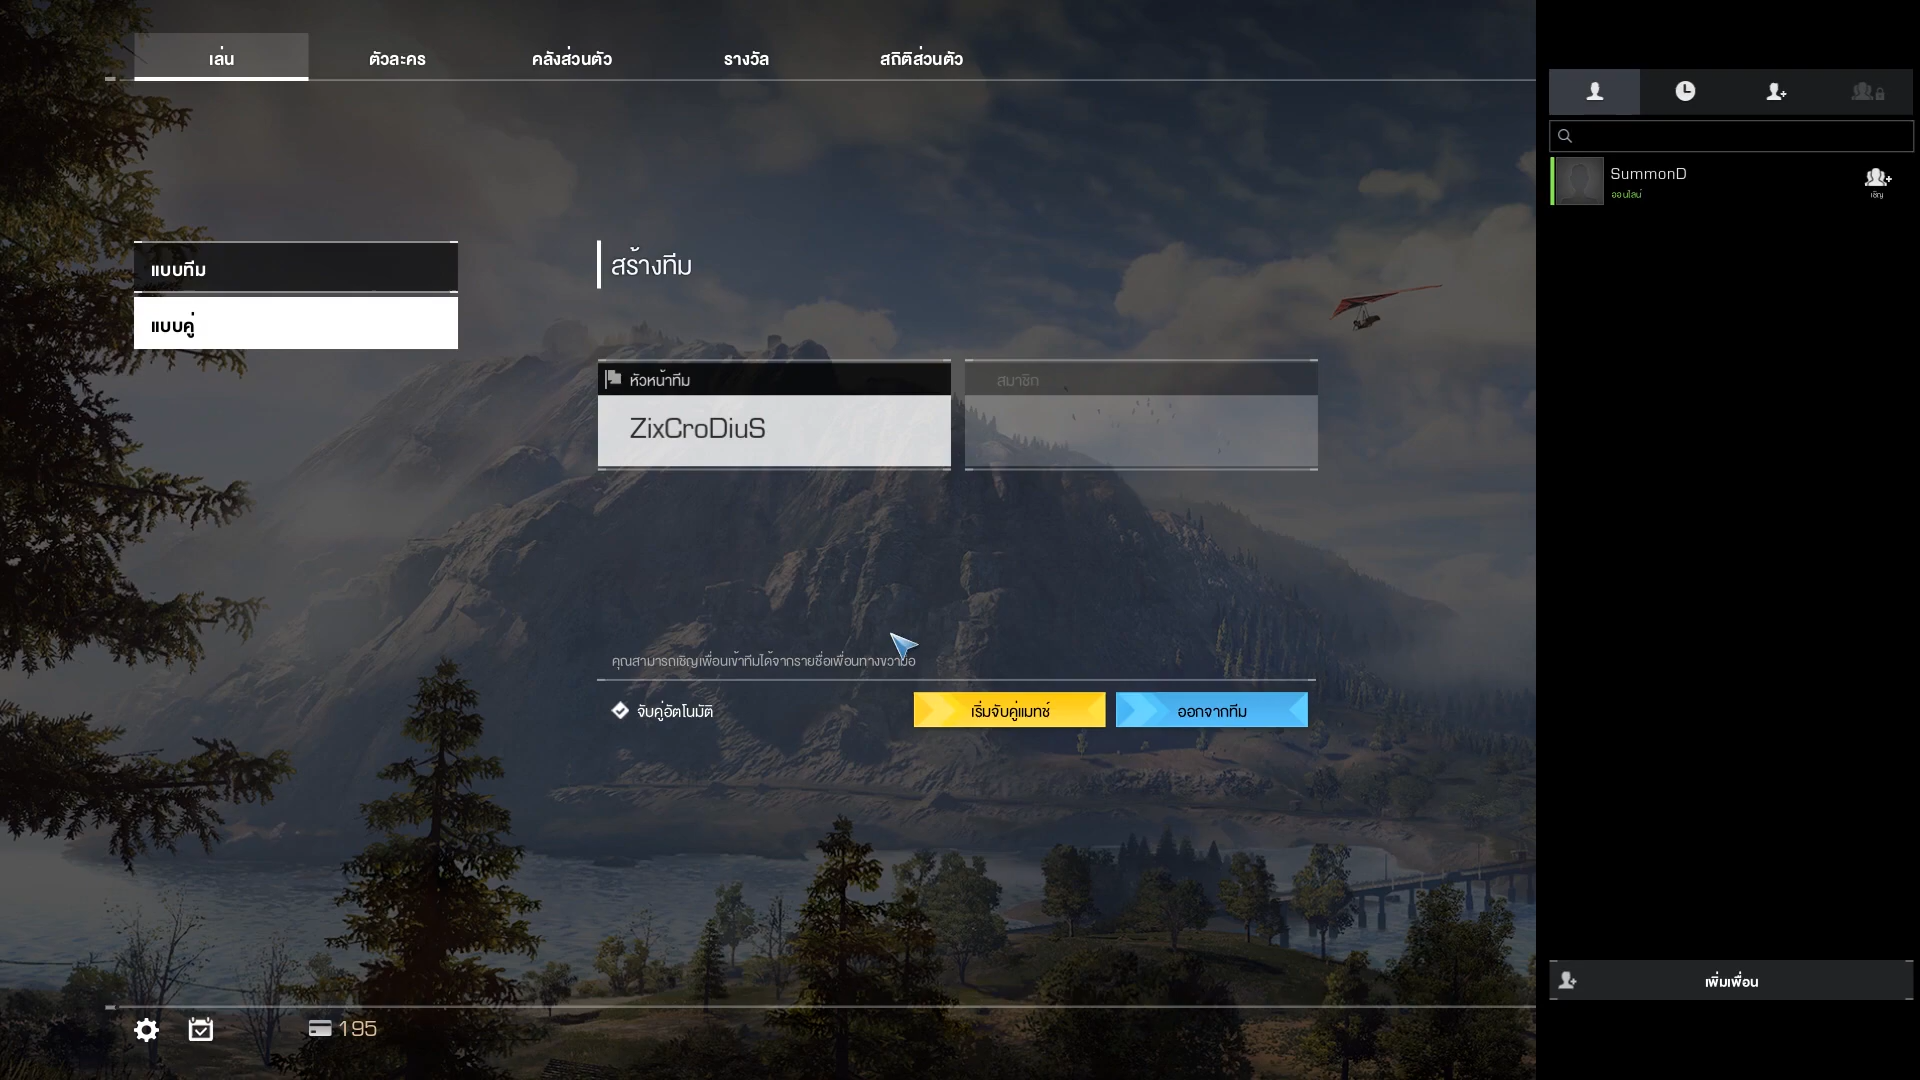 เล่น
ตัวละคร
คลังส่วนตัว
รางวัล
สถิติส่วนตัว
แบบทีม
แบบคู่
สร้างทีม
หัวหน้าทีม
ZixCroDiuS
สมาชิก
คุณสามารถเชิญเพื่อนเข้าทีมได้จากรายชื่อเพื่อนทางขวามือ
จับคู่อัตโนมัติ
เริ่มจับคู่แมทช์
ออกจากทีม
195
SummonD
ออนไลน์
เชิญ
เพิ่มเพื่อน